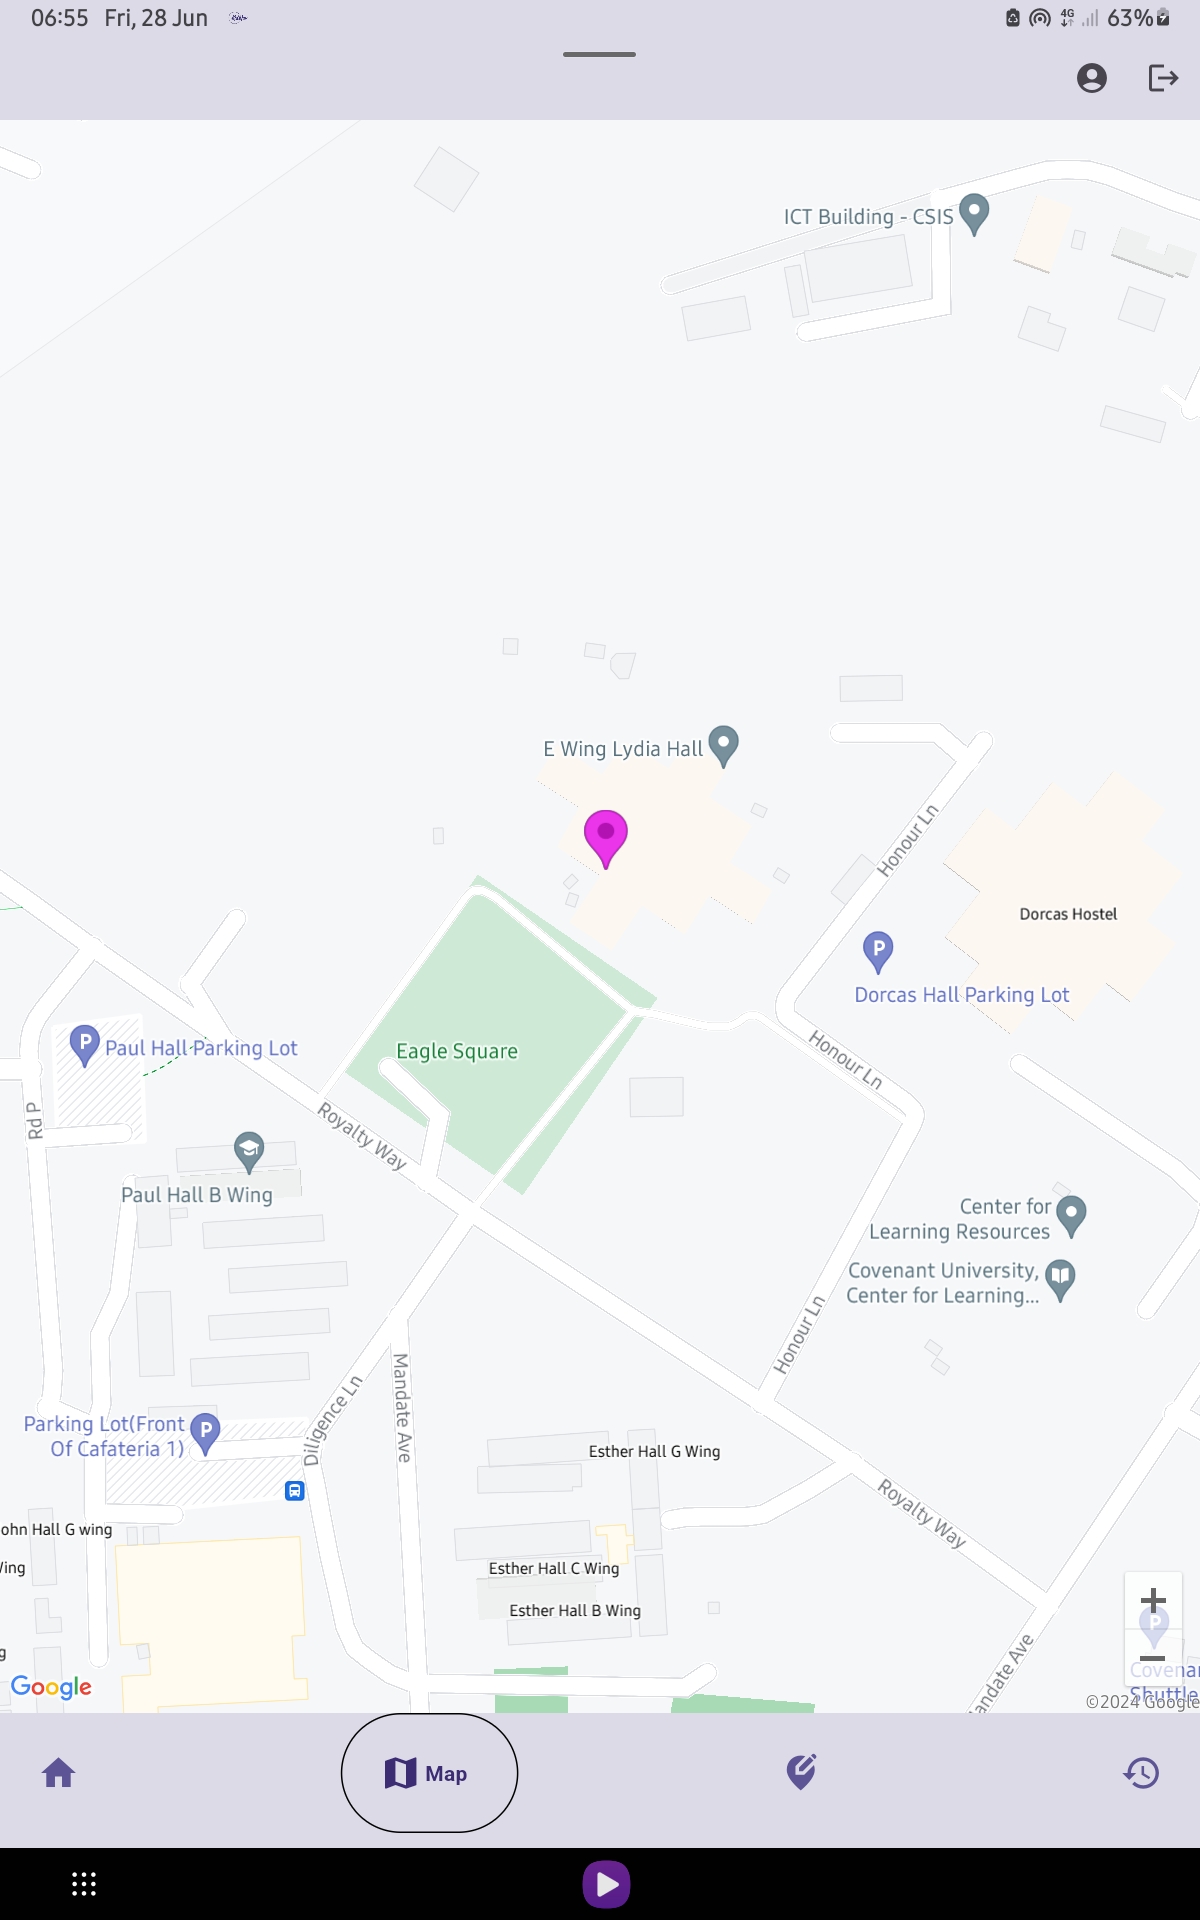 06:55 Fri, 28 Jun
4G
63%
ICT Building - CSIS
E Wing Lydia Hall
Honour Ln
Dorcas Hostel
P
Dorcas Hall Parking Lot
P
Paul Hall Parking Lot
Eagle Square
Honour Ln
Rd P
Royalty Way
Paul Hall B Wing
Center for
Learning Resources
Covenant University,
Center for Learning...
Honour Ln
Mandate Ave
Diligence Ln
Parking Lot(Front
Of Cafateria 1)
P
Esther Hall G Wing
Royalty Way
ohn Hall G wing
Ving
Esther Hall C Wing
Esther Hall B Wing
+
P
g
andate Ave
Covena
Shuttle
Google
©2024 Google
Map